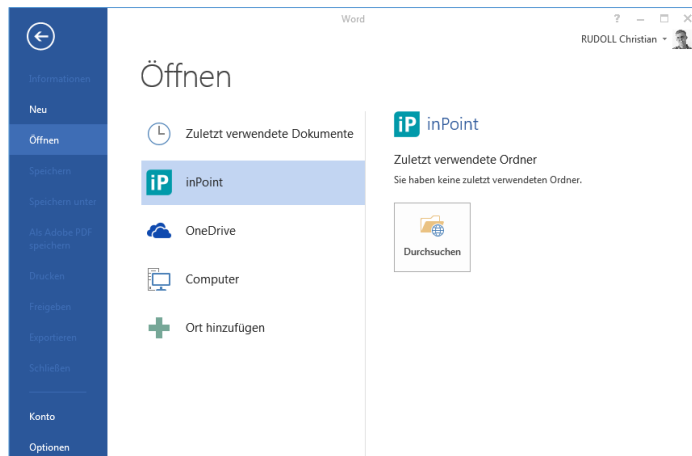 Word
?
RUDOLL Christian
Informationen
Neu
Öffnen
Speichern
Speichern unter
Als Adobe PDF
speichern
Drucken
Freigeben
Exportieren
Schließen
Konto
Optionen
Öffnen
Zuletzt verwendete Dokumente
iP inPoint
OneDrive
Computer
Ort hinzufügen
iP inPoint
Zuletzt verwendete Ordner
Sie haben keine zuletzt verwendeten Ordner.
Durchsuchen